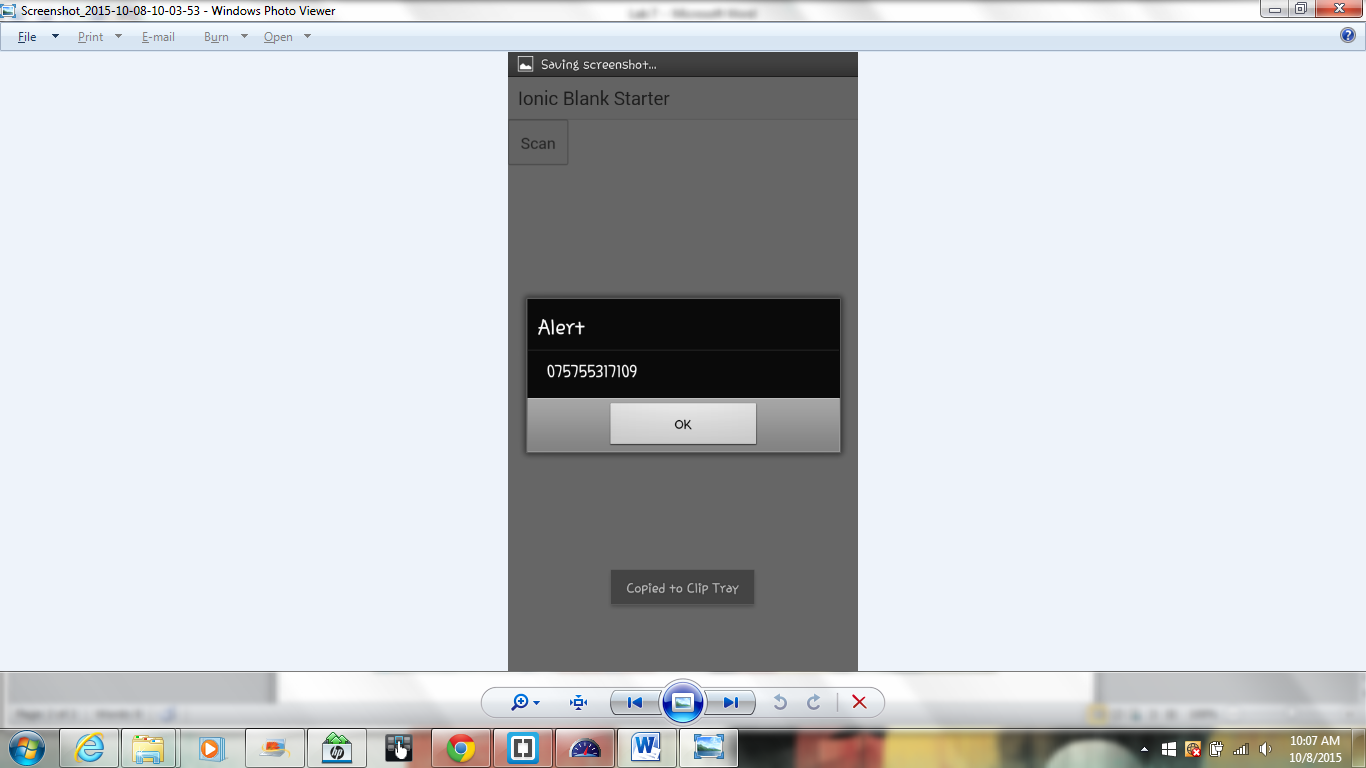 Screenshot_2015-10-08-10-03-53 - Windows Photo Viewer
File Print E-mail Burn Open
Saving screenshot...
Ionic Blank Starter
Scan
Alert
075755317109
OK
Copied to Clip Tray
hp
W
10:07 AM
10/8/2015